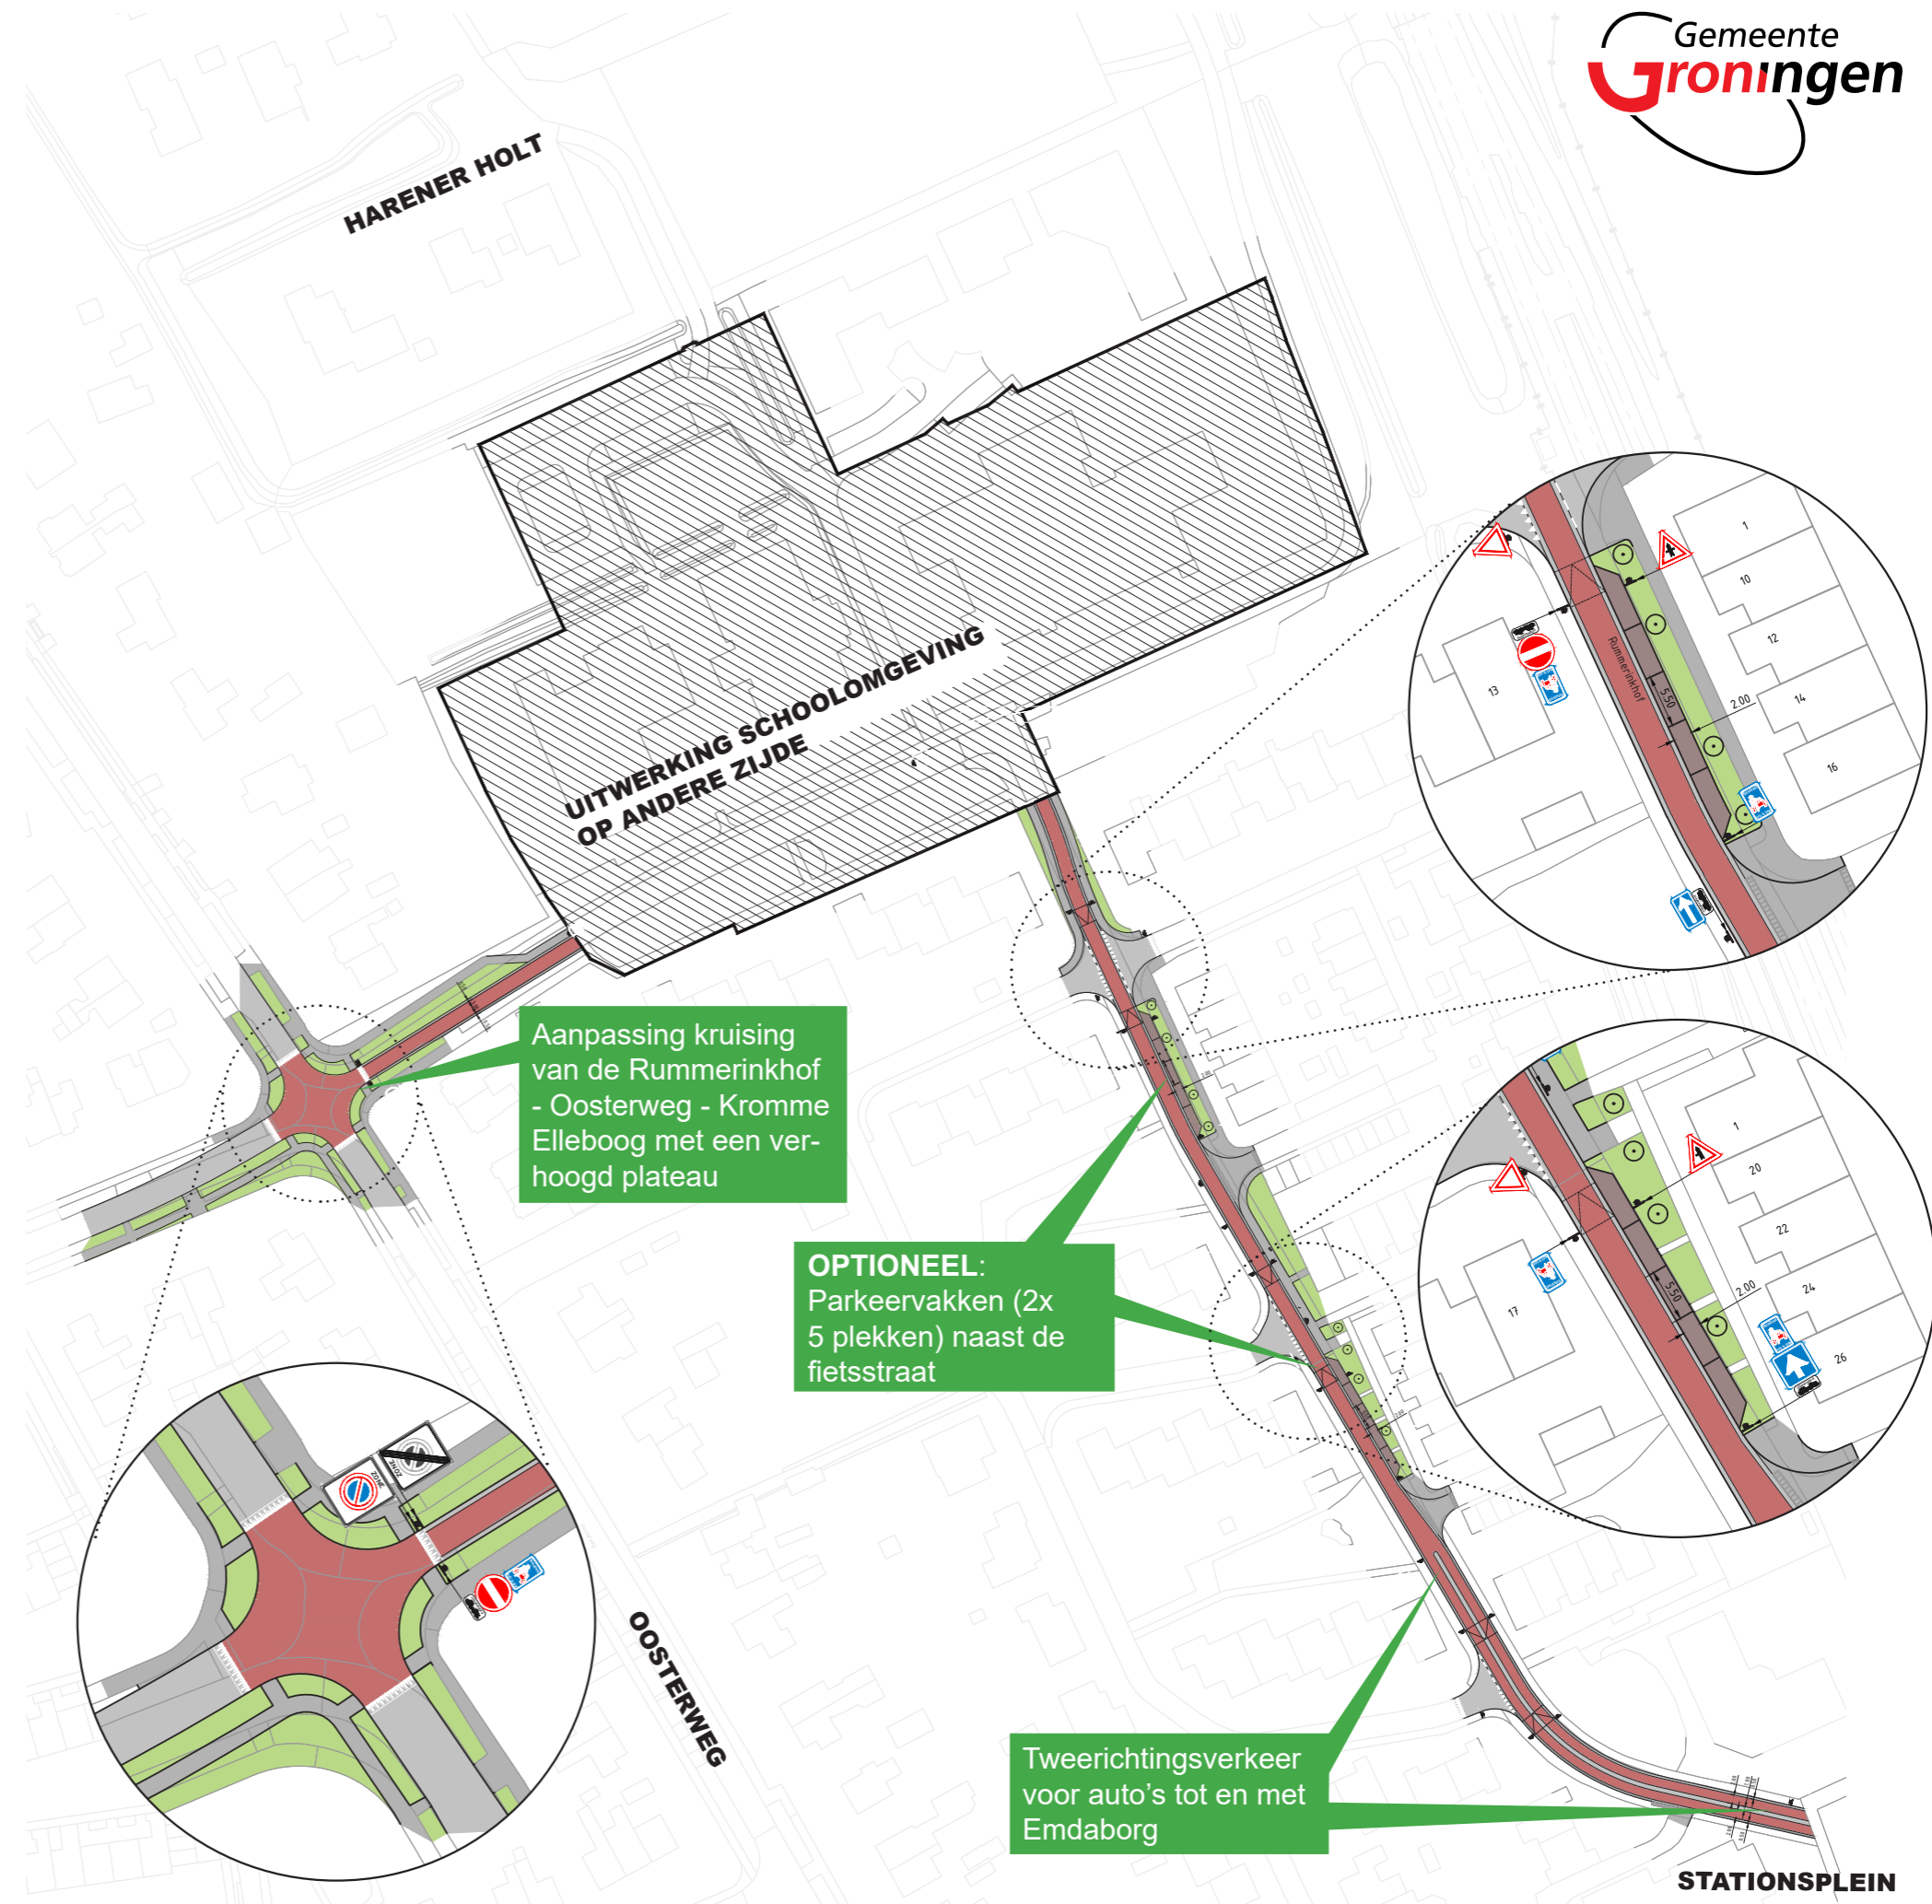 Gemeente
Groningen
HARENER HOLT
UITWERKING SCHOOLOMGEVING
OP ANDERE ZIJDE
1
10
12
14
16
13
Rummerinkhof
5.50
2.00
Aanpassing kruising
van de Rummerinkhof
- Oosterweg - Kromme
Elleboog met een ver-
hoogd plateau
OPTIONEEL:
Parkeervakken (2x
5 plekken) naast de
fietsstraat
1
20
22
24
26
17
5.50
2.00
ZONE
ZONE
OOSTERWEG
Tweerichtingsverkeer
voor auto's tot en met
Emdaborg
STATIONSPLEIN